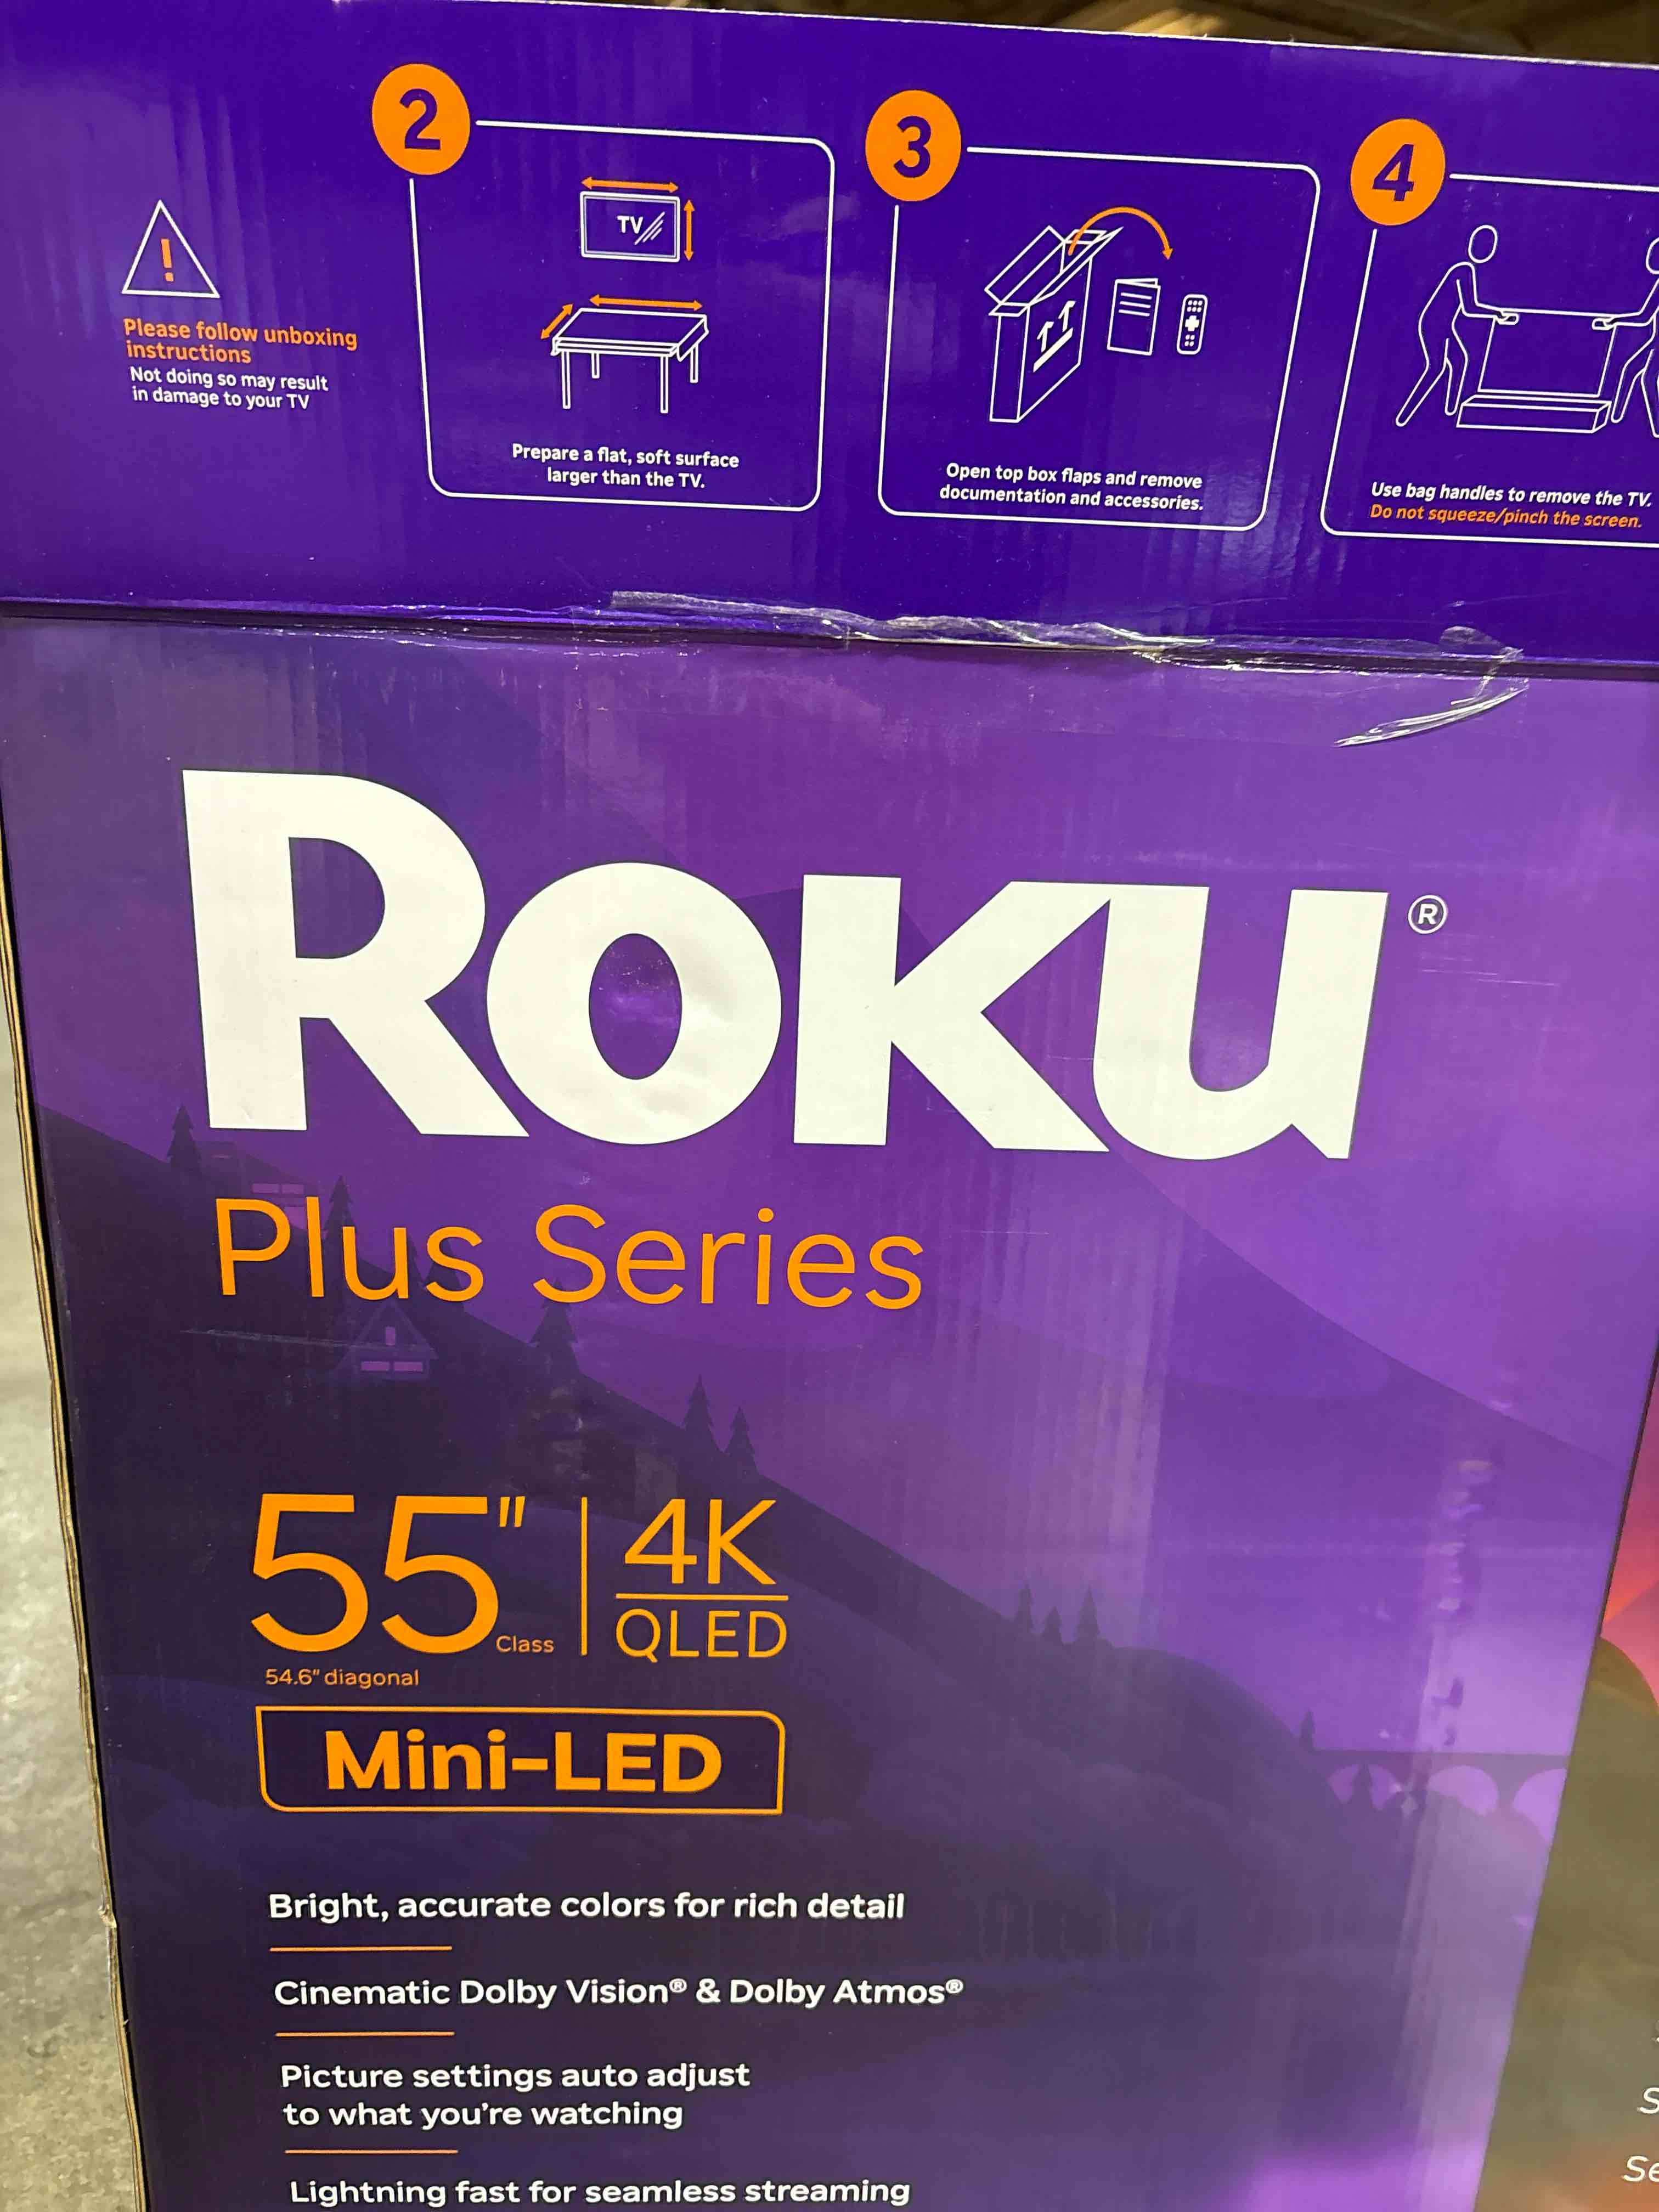 2
3
4
TV
!
Please follow unboxing
instructions
Not doing so may result
in damage to your TV
Prepare a flat, soft surface
larger than the TV.
Open top box flaps and remove
documentation and accessories.
Use bag handles to remove the TV.
Do not squeeze/pinch the screen.
Roku®
Plus Series
55" Class
54.6" diagonal
4K
QLED
Mini-LED
Bright, accurate colors for rich detail
Cinematic Dolby Vision® & Dolby Atmos®
Picture settings auto adjust
to what you're watching
Lightning fast for seamless streaming